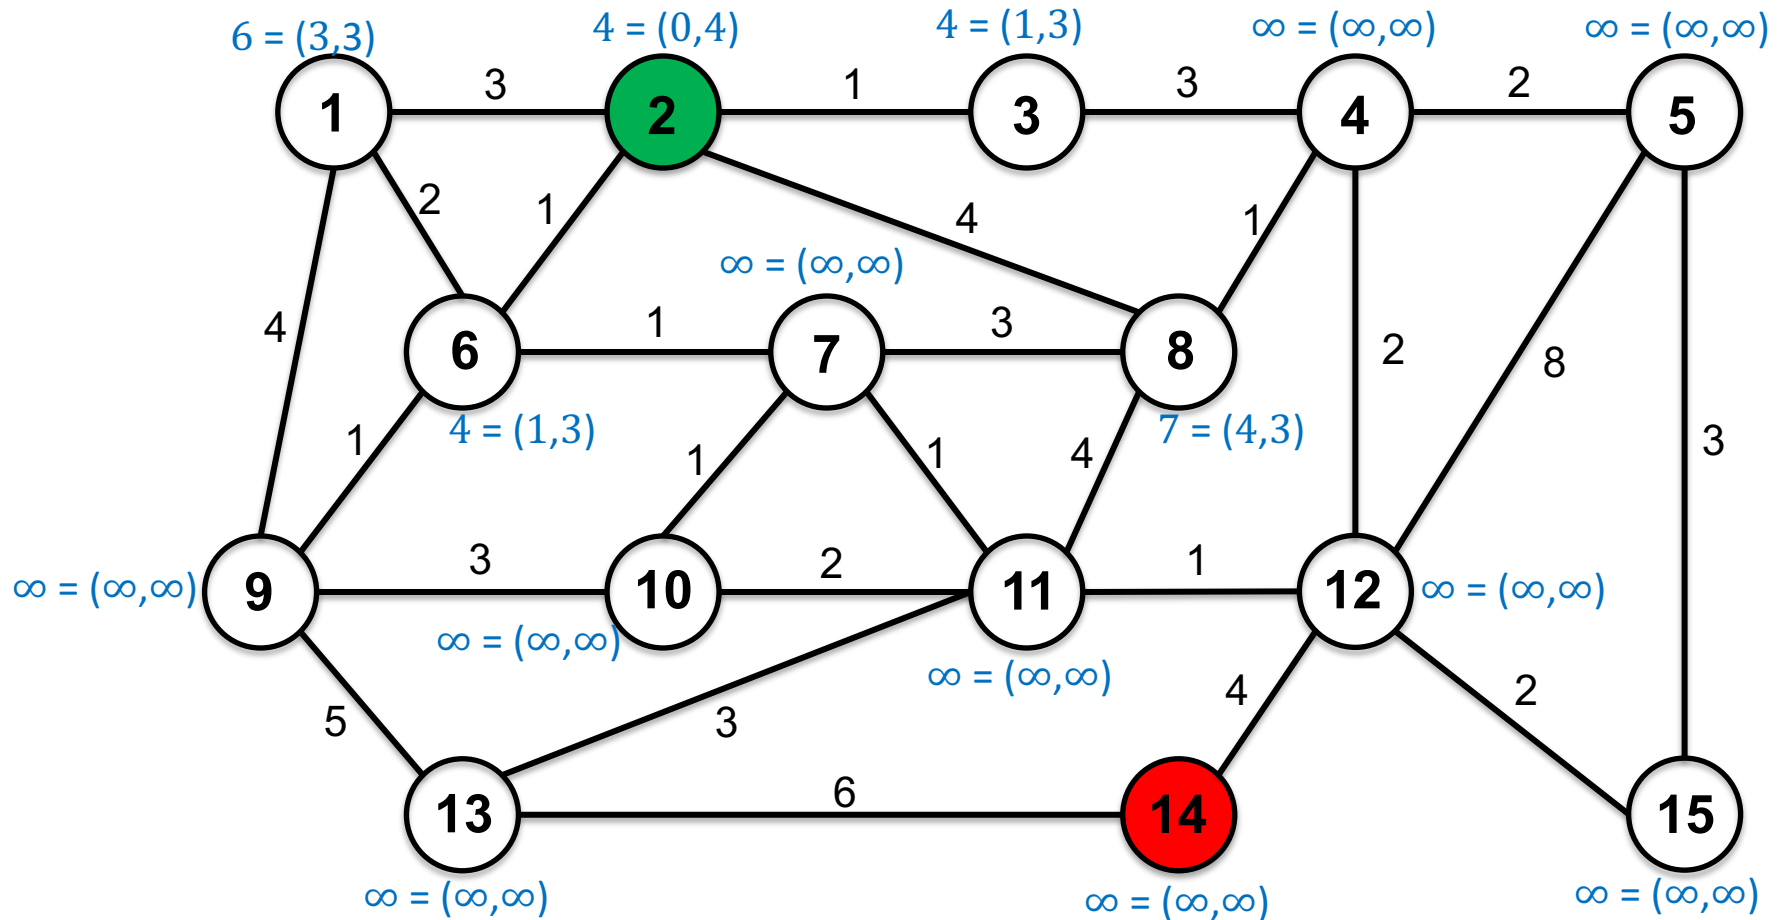 6 = (3,3)
4 = (0,4)
4 = (1,3)
∞ = (∞,∞)
∞ = (∞,∞)
1
3
2
1
3
3
4
2
5
2
1
4
1
∞ = (∞,∞)
4
6
1
7
3
8
2
8
4 = (1,3)
7 = (4,3)
1
1
1
4
3
∞ = (∞,∞)
9
3
10
2
11
1
12
∞ = (∞,∞)
∞ = (∞,∞)
∞ = (∞,∞)
5
3
4
2
13
6
14
15
∞ = (∞,∞)
∞ = (∞,∞)
∞ = (∞,∞)